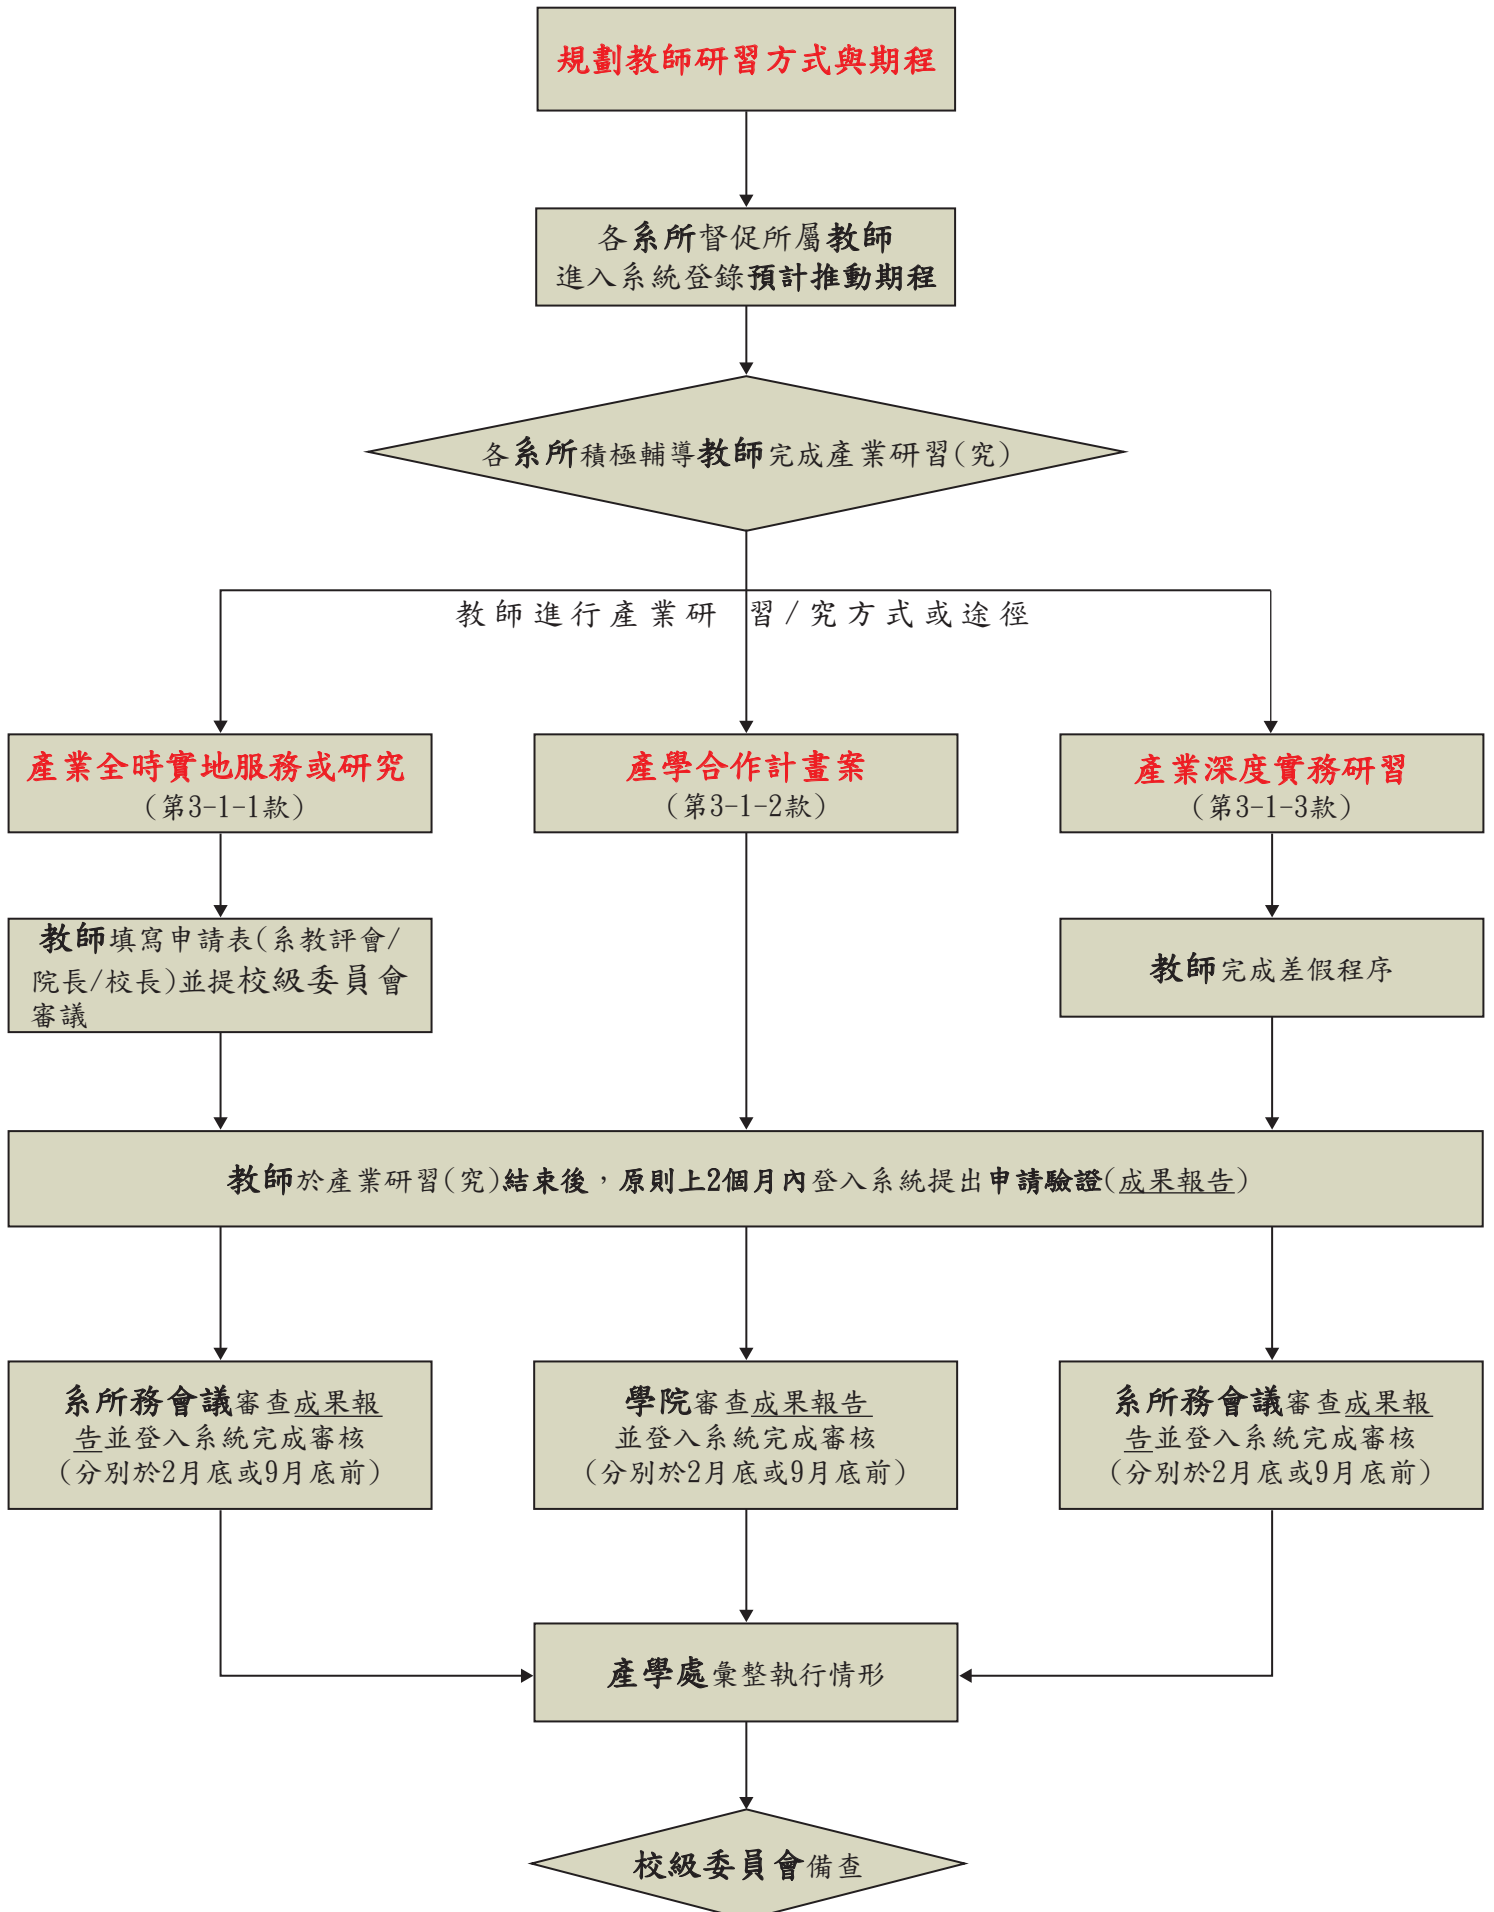 規劃教師研習方式與期程
各系所督促所屬教師
進入系統登錄預計推動期程
各系所積極輔導教師完成產業研習(究)
教師進行產業研習/究方式或途徑
產業全時實地服務或研究
(第3-1-1款)
產學合作計畫案
(第3-1-2款)
產業深度實務研習
(第3-1-3款)
教師填寫申請表(系教評會/
院長/校長)並提校級委員會
審議
教師完成差假程序
教師於產業研習(究)結束後，原則上2個月內登入系統提出申請驗證(成果報告)
系所務會議審查成果報
告並登入系統完成審核
(分別於2月底或9月底前)
學院審查成果報告
並登入系統完成審核
(分別於2月底或9月底前)
系所務會議審查成果報
告並登入系統完成審核
(分別於2月底或9月底前)
產學處彙整執行情形
校級委員會備查